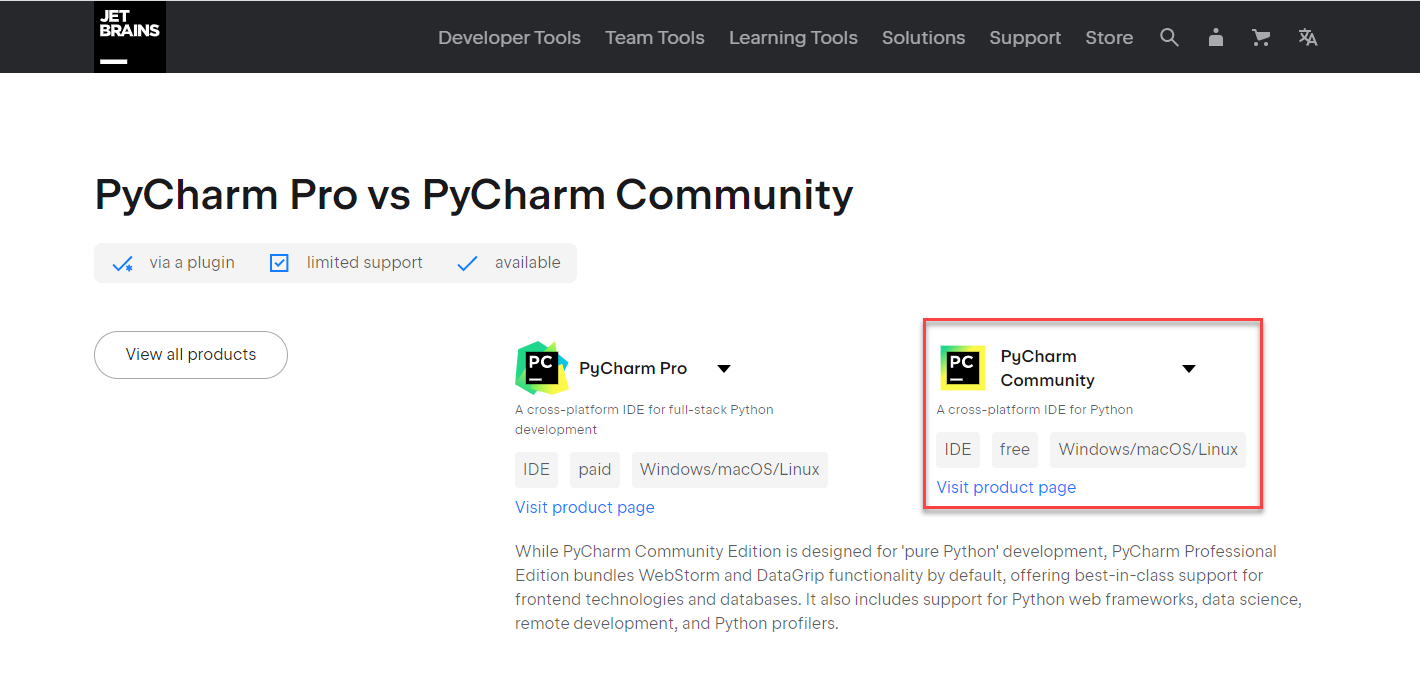 JET
BRAINS
Developer Tools Team Tools Learning Tools Solutions Support Store
PyCharm Pro vs PyCharm Community
via a plugin limited support available
View all products
PC
PyCharm Pro
A cross-platform IDE for full-stack Python
development
IDE paid Windows/macOS/Linux
Visit product page
PC
PyCharm
Community
A cross-platform IDE for Python
IDE free Windows/macOS/Linux
Visit product page
While PyCharm Community Edition is designed for 'pure Python' development, PyCharm Professional
Edition bundles WebStorm and DataGrip functionality by default, offering best-in-class support for
frontend technologies and databases. It also includes support for Python web frameworks, data science,
remote development, and Python profilers.